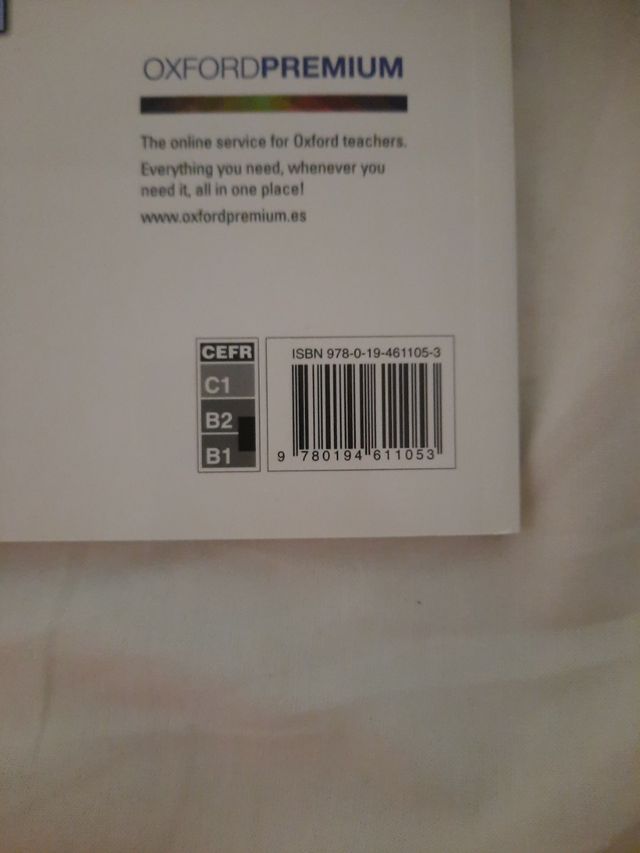 OXFORDPREMIUM
The online service for Oxford teachers.
Everything you need, whenever you
need it, all in one place!
www.oxfordpremium.es
CEFR
C1
B2
B1
ISBN 978-0-19-461105-3
9 780194 611053